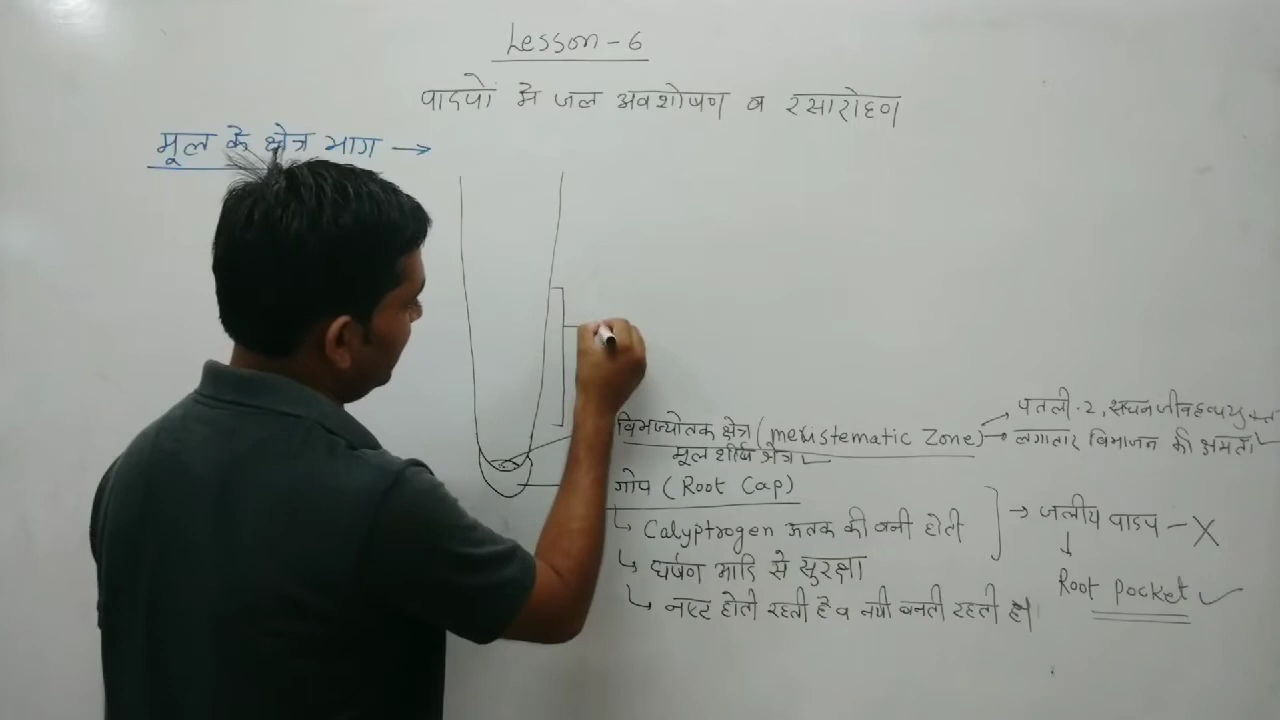 Lesson - 6
पादपों मे जल अवशोषण व रसारोहण
मूल के क्षेत्र भाग →
पतली-2, सघन जीवद्रव्य युक्त
विभज्योतक क्षेत्र (meristematic Zone) → लगातार विभाजन की क्षमता
मूल शीर्ष क्षेत्र
गोप (Root Cap)
↳ Calyptrogen ऊतक की बनी होती → जलीय पादप - X
↳ घर्षण आदि से सुरक्षा
Root pocket ✓
↳ नष्ट होती रहती है व नयी बनती रहती है।